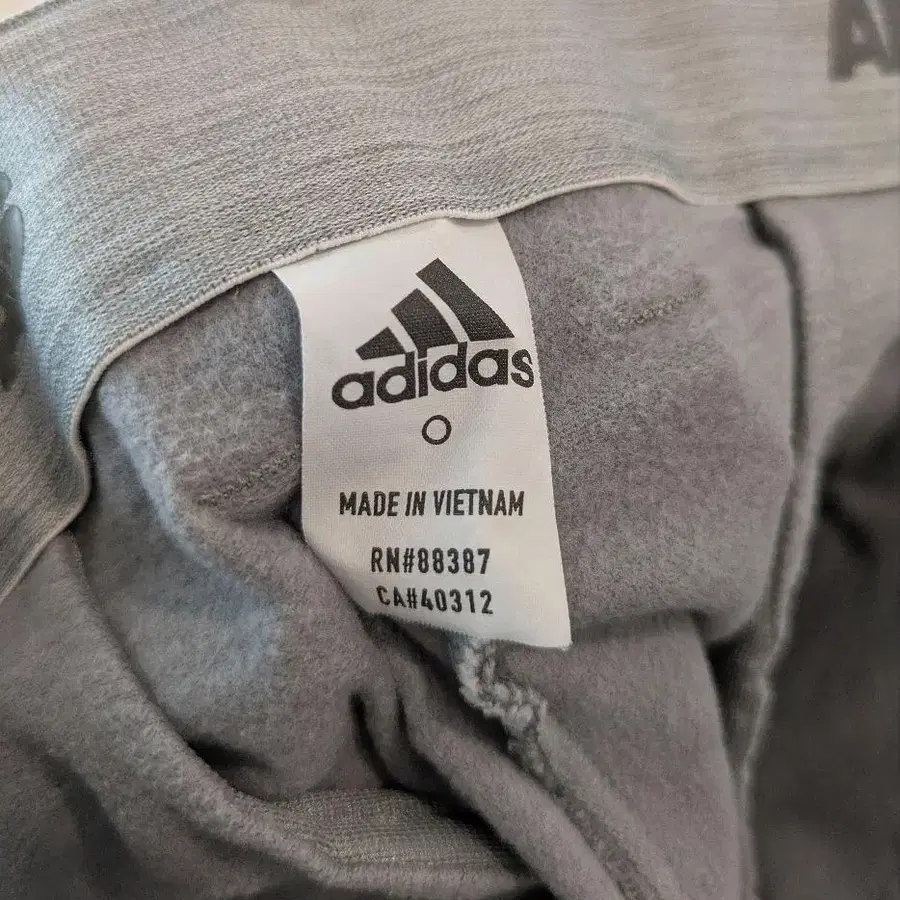 adidas
O
MADE IN VIETNAM
RN#88387
CA#40312